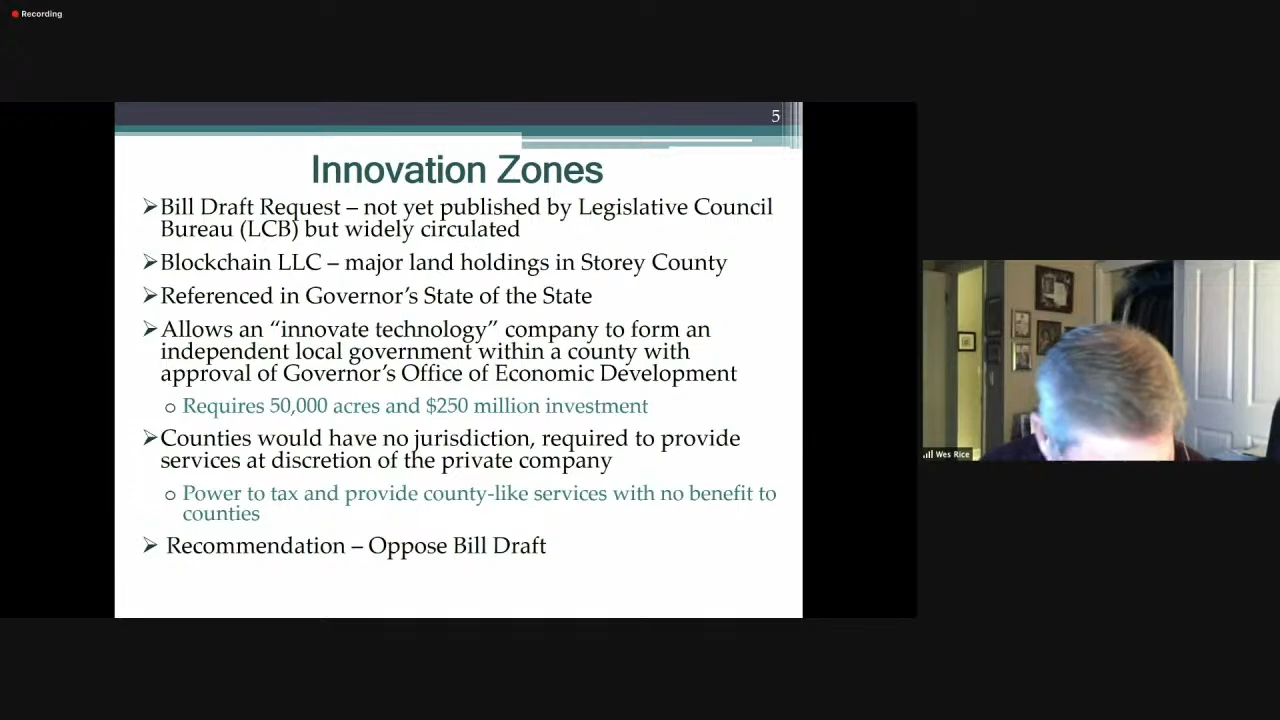 Recording
5
Innovation Zones
➢Bill Draft Request – not yet published by Legislative Council
Bureau (LCB) but widely circulated
➢Blockchain LLC – major land holdings in Storey County
➢Referenced in Governor's State of the State
➢Allows an “innovate technology” company to form an
independent local government within a county with
approval of Governor's Office of Economic Development
o Requires 50,000 acres and $250 million investment
➢Counties would have no jurisdiction, required to provide
services at discretion of the private company
o Power to tax and provide county-like services with no benefit to
counties
➢ Recommendation – Oppose Bill Draft
Wes Rice